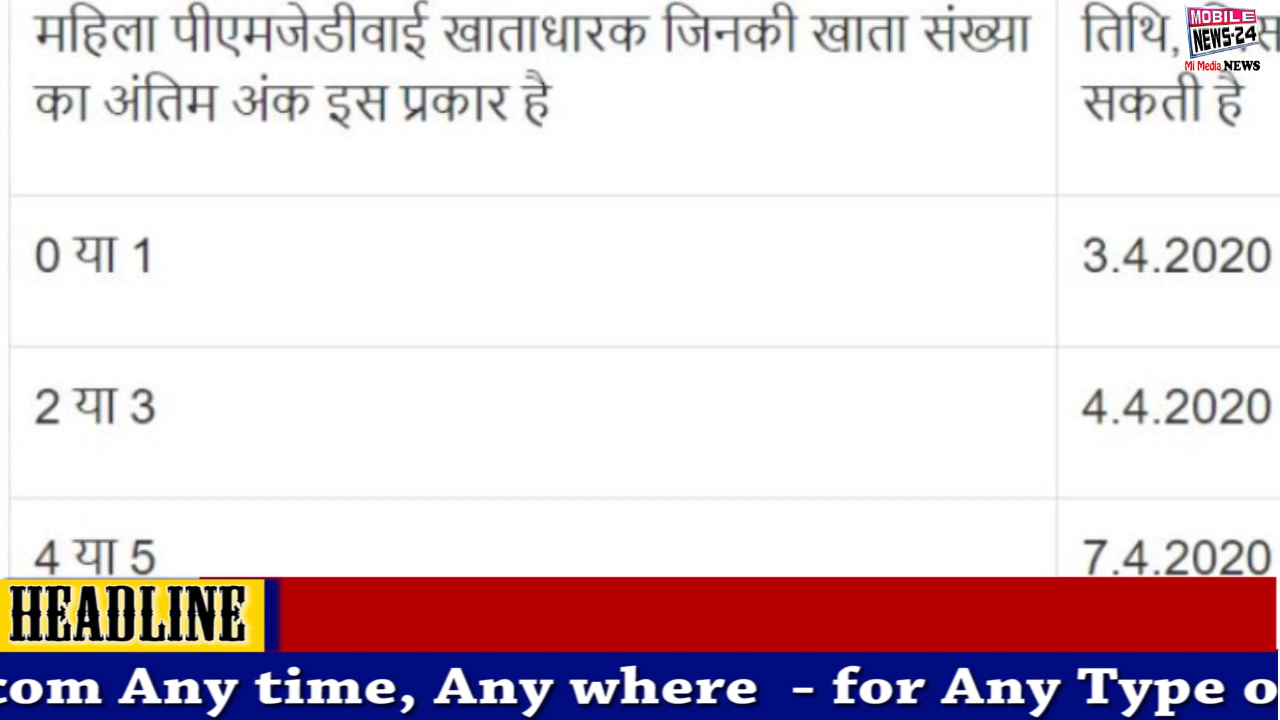 महिला पीएमजेडीवाई खाताधारक जिनकी खाता संख्या
का अंतिम अंक इस प्रकार है
तिथि,
सकती है
MOBILE
NEWS-24
Mi Media NEWS
0 या 1
3.4.2020
2 या 3
4.4.2020
4 या 5
7.4.2020
HEADLINE
com Any time, Any where - for Any Type o